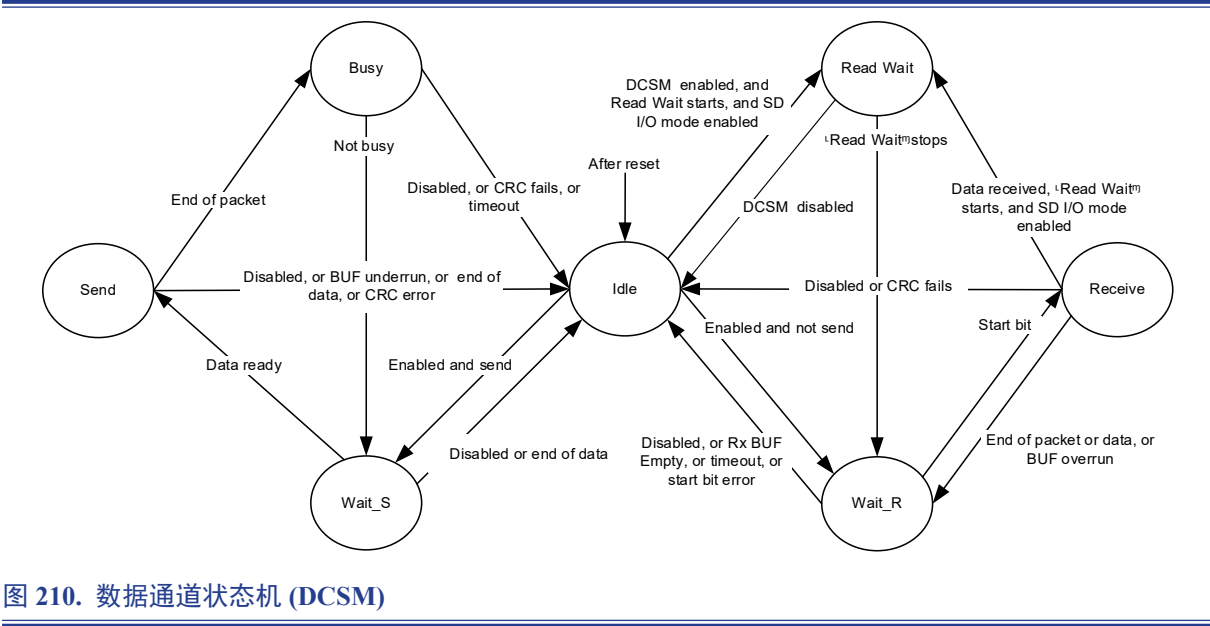 Busy
Read Wait
DCSM enabled, and
Read Wait starts, and SD
I/O mode enabled
Not busy
└Read Wait┑stops
After reset
Disabled, or CRC fails, or
timeout
End of packet
DCSM disabled
Data received, └Read Wait┑
starts, and SD I/O mode
enabled
Send
Disabled, or BUF underrun, or end of
data, or CRC error
Idle
Disabled or CRC fails
Receive
Enabled and not send
Start bit
Data ready
Enabled and send
Disabled or end of data
Disabled, or Rx BUF
Empty, or timeout, or
start bit error
End of packet or data, or
BUF overrun
Wait_S
Wait_R
图 210. 数据通道状态机 (DCSM)